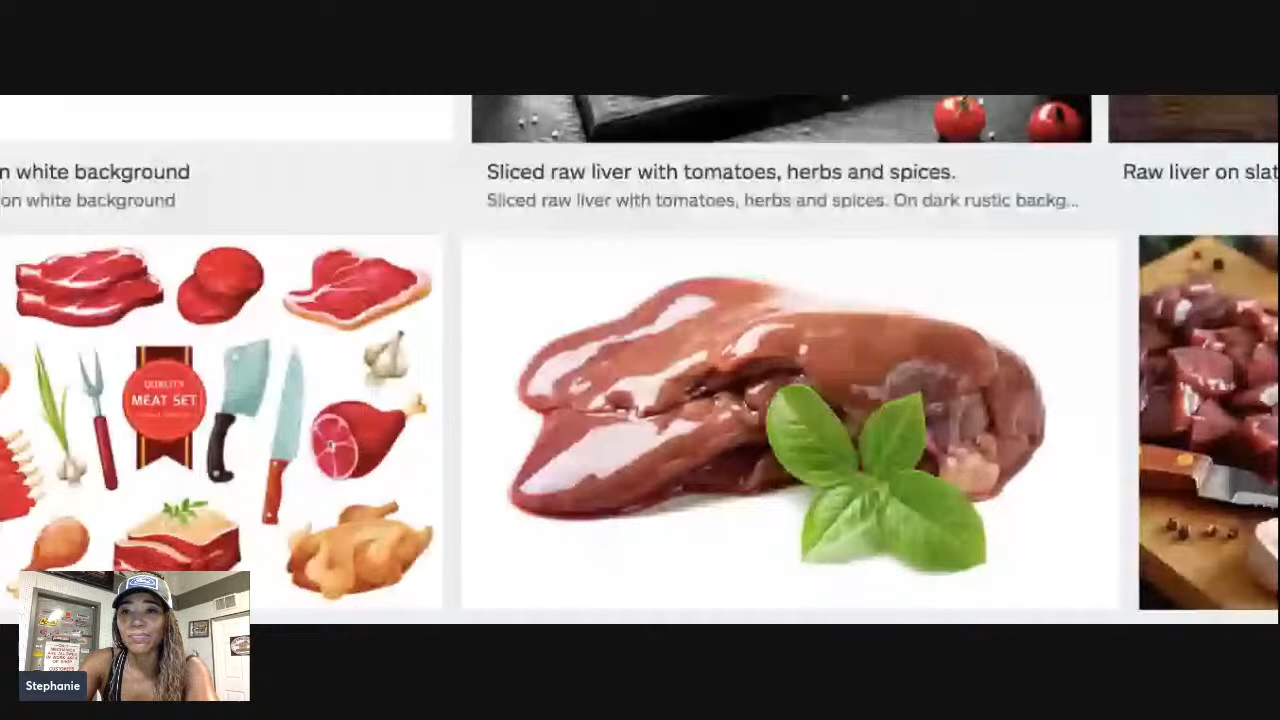 n white background
on white background
Sliced raw liver with tomatoes, herbs and spices.
Sliced raw liver with tomatoes, herbs and spices. On dark rustic backg...
Raw liver on slat
QUALITY
MEAT SET
Stephanie